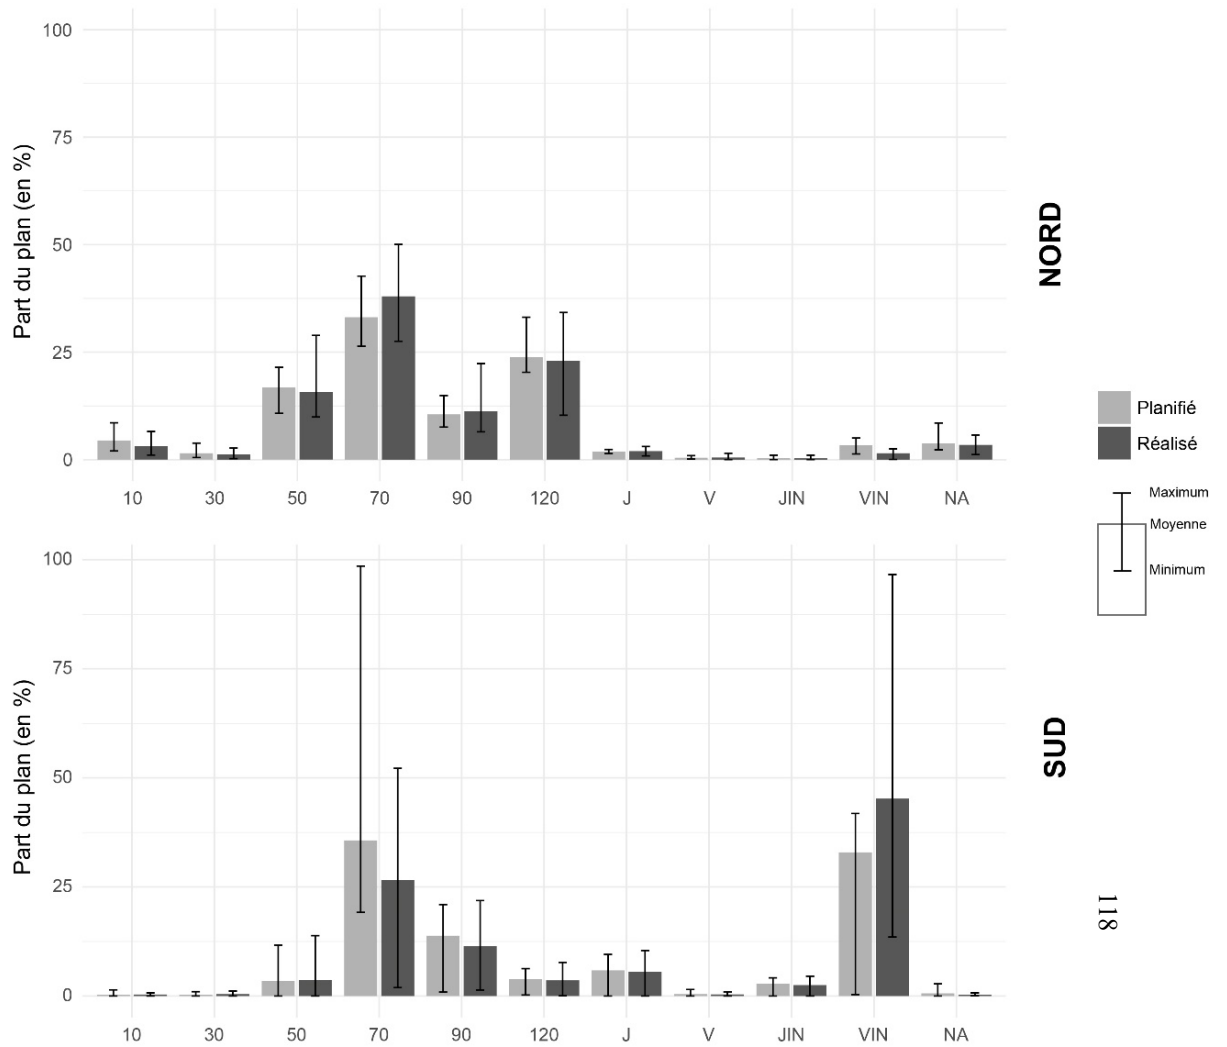 100
75
50
25
0
Part du plan (en %)
10 30 50 70 90 120 J V JIN VIN NA
NORD
Planifié
Réalisé
Maximum
Moyenne
Minimum
100
75
50
25
0
Part du plan (en %)
10 30 50 70 90 120 J V JIN VIN NA
SUD
118